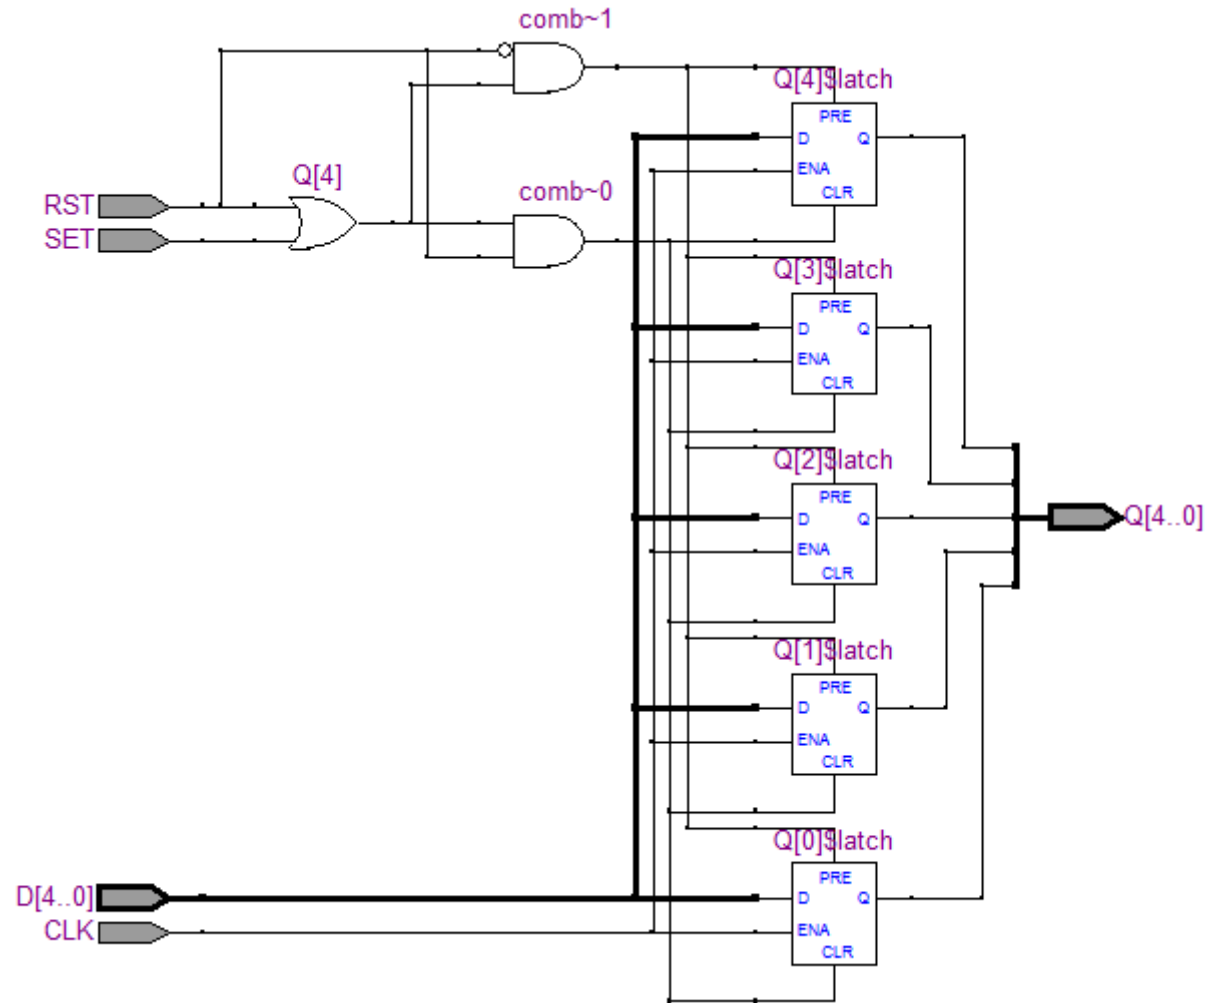 comb~1
Q[4]$latch
PRE
D Q
ENA
CLR
Q[4]
comb~0
RST
SET
Q[3]$latch
PRE
D Q
ENA
CLR
Q[2]$latch
PRE
D Q
ENA
CLR
Q[4..0]
Q[1]$latch
PRE
D Q
ENA
CLR
Q[0]$latch
PRE
D Q
ENA
CLR
D[4..0]
CLK